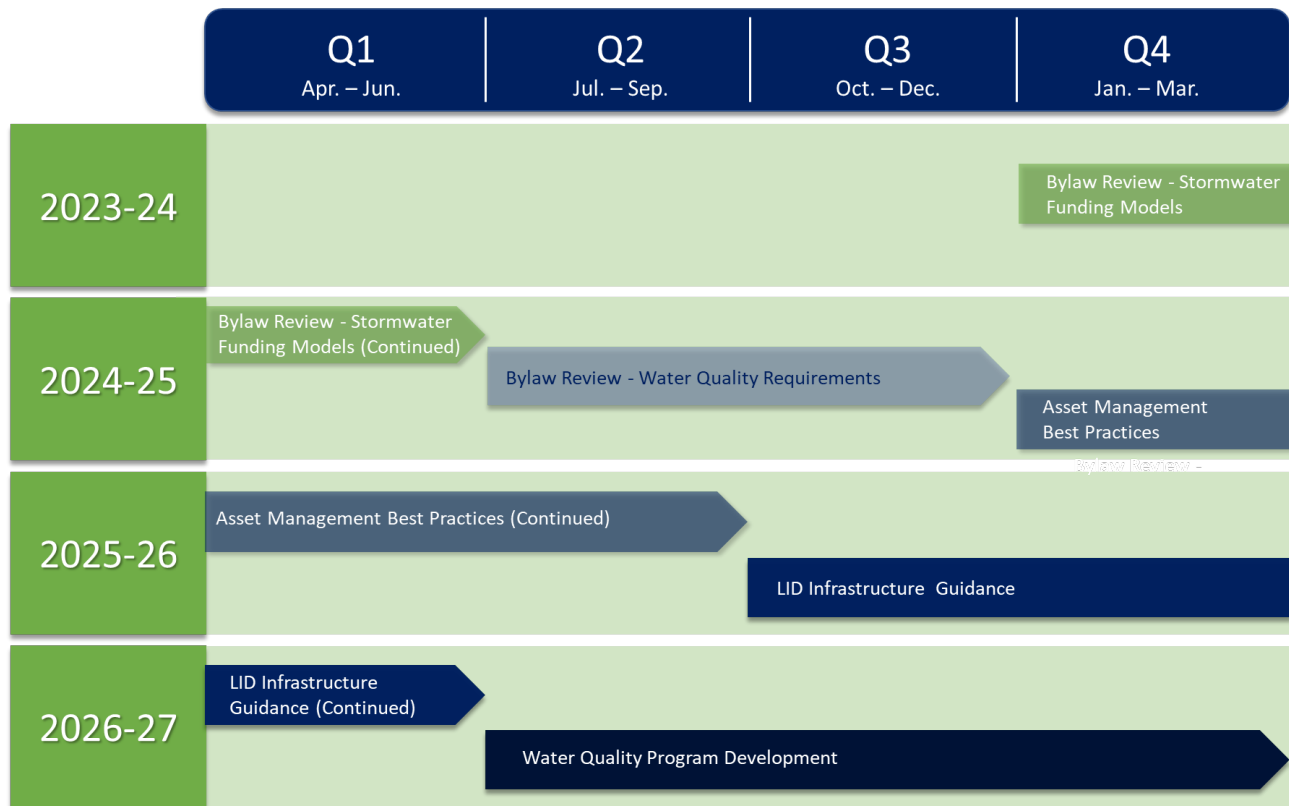 Q1
Apr. – Jun.
Q2
Jul. – Sep.
Q3
Oct. – Dec.
Q4
Jan. – Mar.
2023-24
Bylaw Review - Stormwater
Funding Models
2024-25
Bylaw Review - Stormwater
Funding Models (Continued)
Bylaw Review - Water Quality Requirements
Asset Management
Best Practices
Bylaw Review -
2025-26
Asset Management Best Practices (Continued)
LID Infrastructure  Guidance
2026-27
LID Infrastructure
Guidance (Continued)
Water Quality Program Development